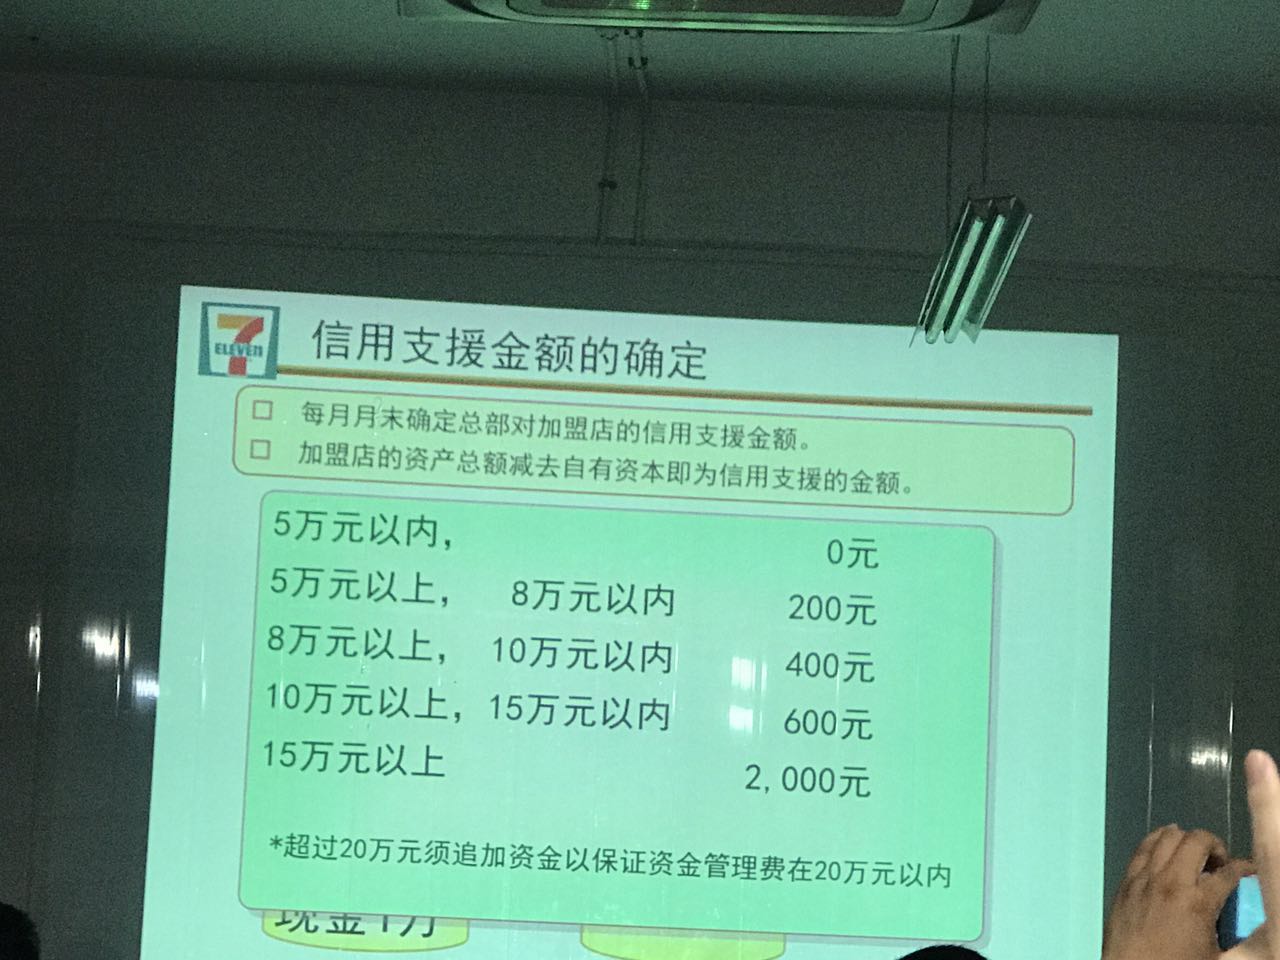 7
ELEVEN
信用支援金额的确定
□ 每月月末确定总部对加盟店的信用支援金额。
□ 加盟店的资产总额减去自有资本即为信用支援的金额。
5万元以内， 0元
5万元以上， 8万元以内 200元
8万元以上， 10万元以内 400元
10万元以上，15万元以内 600元
15万元以上 2,000元
*超过20万元须追加资金以保证资金管理费在20万元以内
现金1万